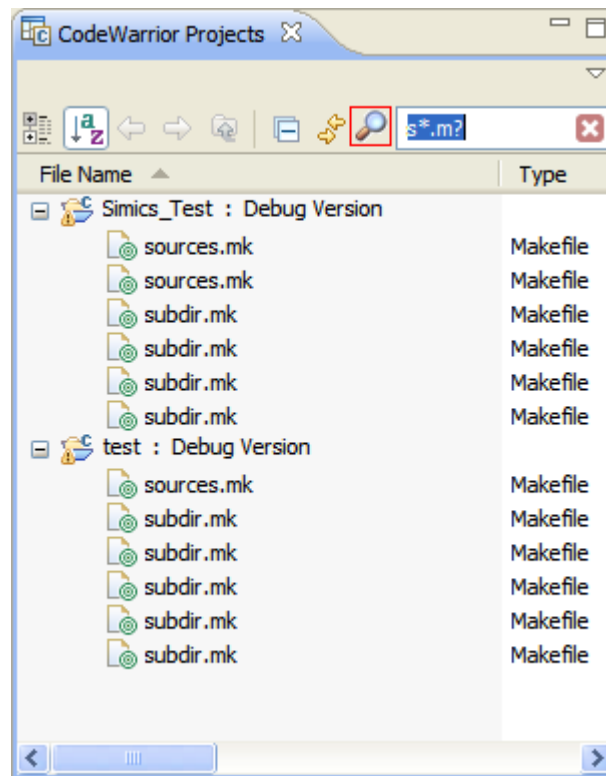 CodeWarrior Projects
s*.m?
File Name Type
Simics_Test : Debug Version
sources.mk Makefile
sources.mk Makefile
subdir.mk Makefile
subdir.mk Makefile
subdir.mk Makefile
subdir.mk Makefile
test : Debug Version
sources.mk Makefile
subdir.mk Makefile
subdir.mk Makefile
subdir.mk Makefile
subdir.mk Makefile
subdir.mk Makefile